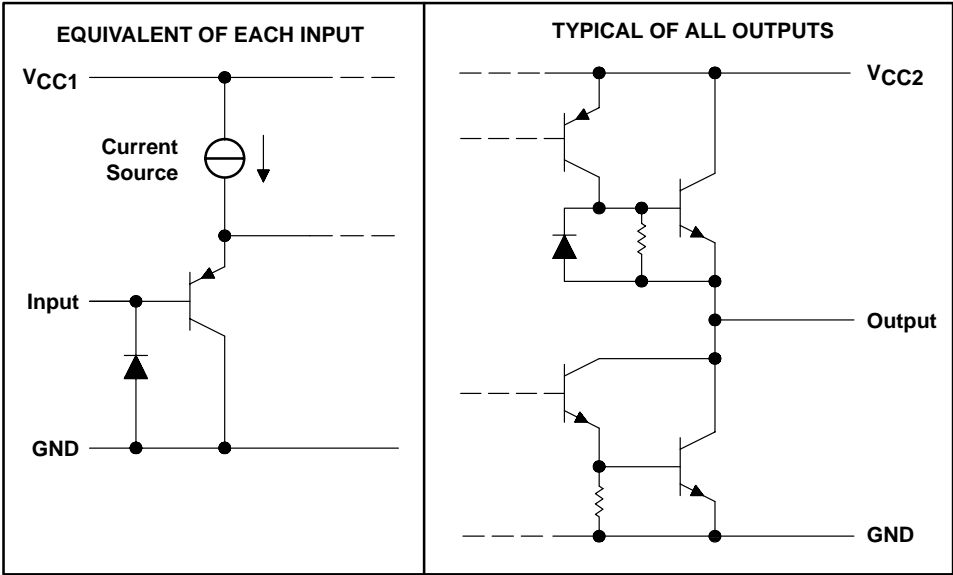 EQUIVALENT OF EACH INPUT
VCC1
Current
Source
Input
GND
TYPICAL OF ALL OUTPUTS
VCC2
Output
GND